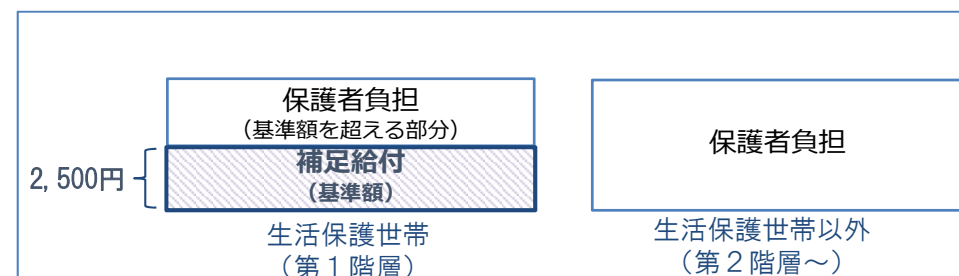 保護者負担
（基準額を超える部分）
補足給付
（基準額）
2,500円
生活保護世帯
（第１階層）
保護者負担
生活保護世帯以外
（第２階層～）